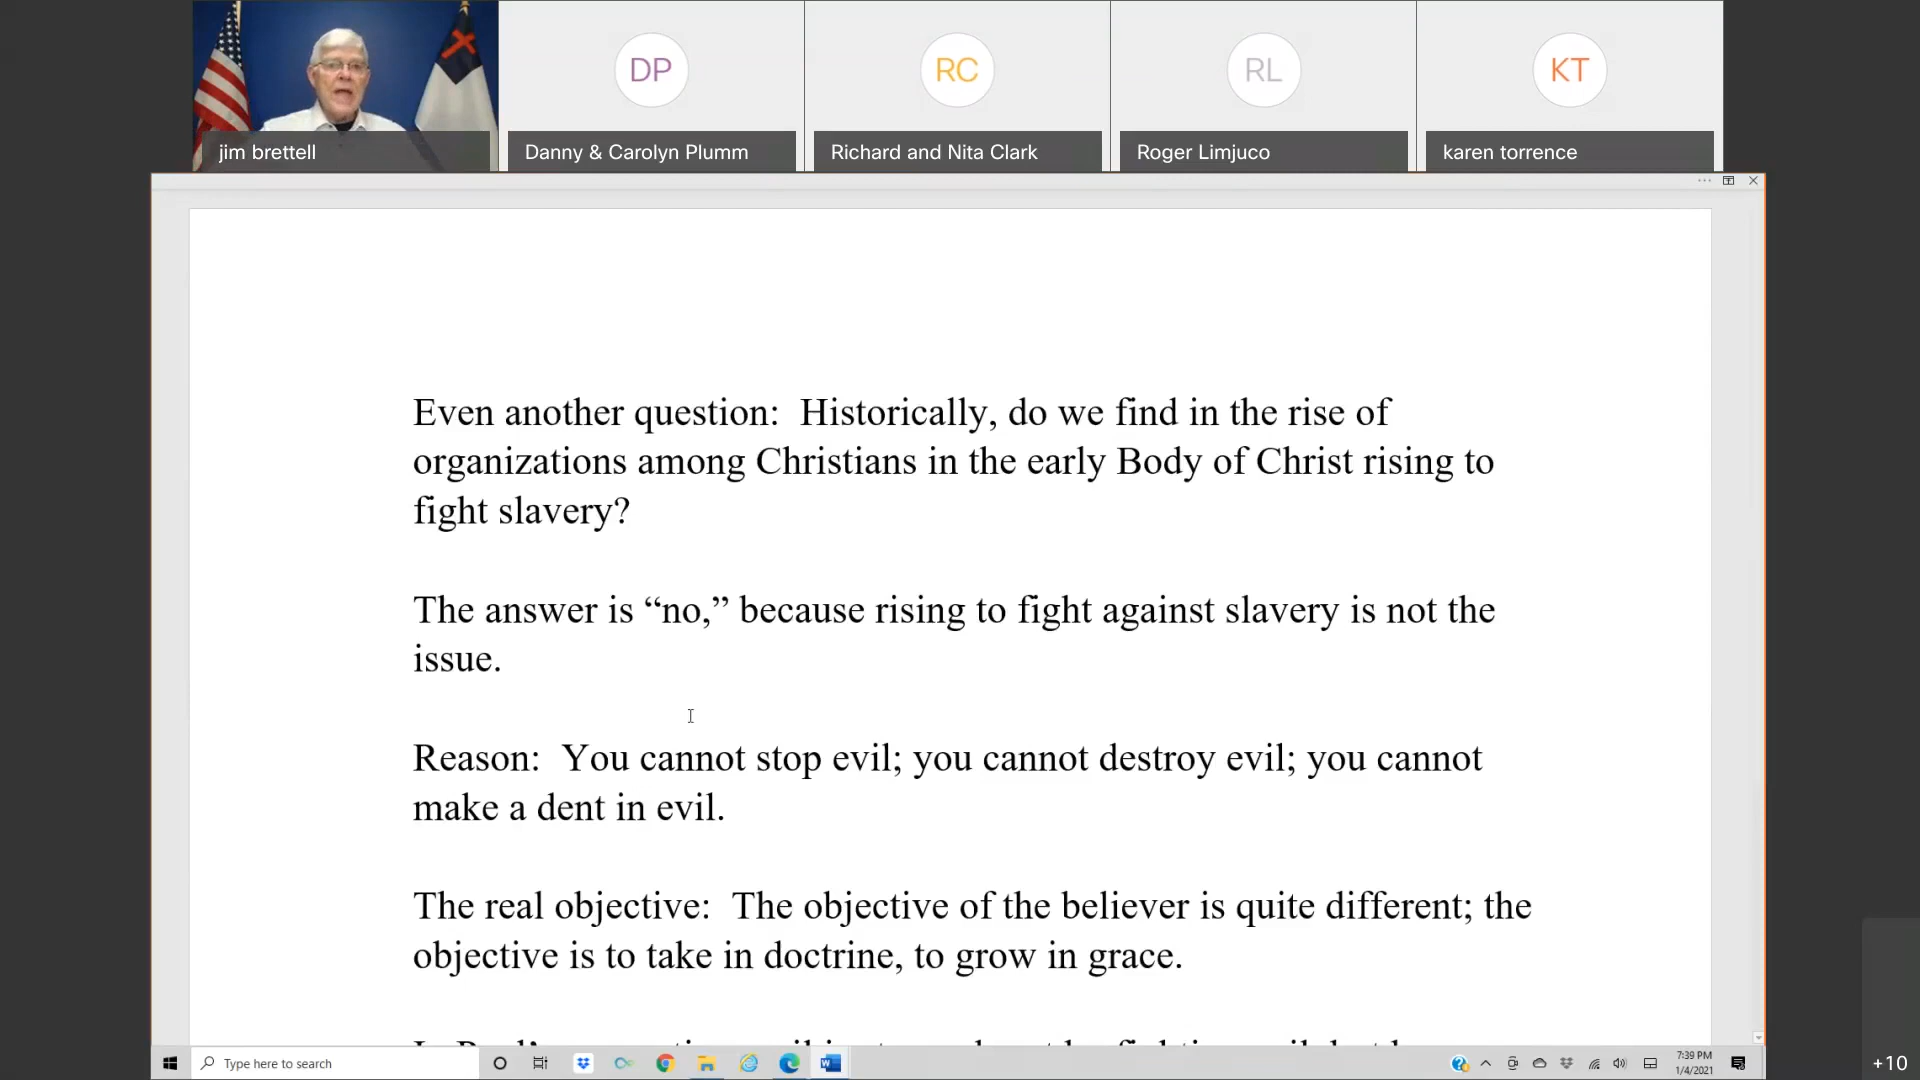 DP
RC
RL
KT
jim brettell
Danny & Carolyn Plumm
Richard and Nita Clark
Roger Limjuco
karen torrence
Even another question: Historically, do we find in the rise of
organizations among Christians in the early Body of Christ rising to
fight slavery?
The answer is “no,” because rising to fight against slavery is not the
issue.
Reason: You cannot stop evil; you cannot destroy evil; you cannot
make a dent in evil.
The real objective: The objective of the believer is quite different; the
objective is to take in doctrine, to grow in grace.
Type here to search
7:39 PM
1/4/2021
+10